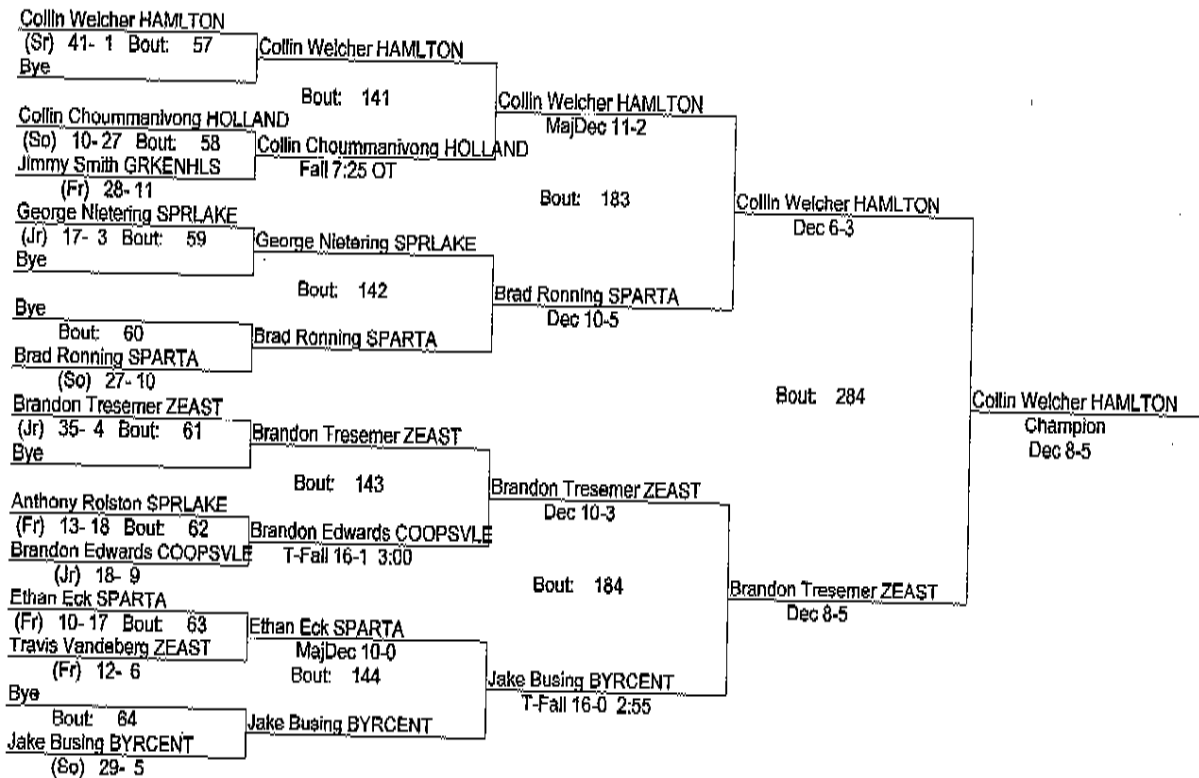 Collin Welcher HAMLTON
(Sr) 41- 1 Bout: 57
Bye
Collin Choummanivong HOLLAND
(So) 10-27 Bout: 58
Jimmy Smith GRKENHLS
(Fr) 28-11
George Nietering SPRLAKE
(Jr) 17- 3 Bout: 59
Bye
Bye
Bout: 60
Brad Ronning SPARTA
(So) 27-10
Brandon Tresemer ZEAST
(Jr) 35- 4 Bout: 61
Bye
Anthony Rolston SPRLAKE
(Fr) 13-18 Bout: 62
Brandon Edwards COOPSVLE
(Jr) 18- 9
Ethan Eck SPARTA
(Fr) 10-17 Bout: 63
Travis Vandeberg ZEAST
(Fr) 12- 6
Bye
Bout: 64
Jake Busing BYRCENT
(So) 29- 5
Collin Welcher HAMLTON
Bout: 141
Collin Choummanivong HOLLAND
Fall 7:25 OT
George Nietering SPRLAKE
Bout: 142
Brad Ronning SPARTA
Brandon Tresemer ZEAST
Bout: 143
Brandon Edwards COOPSVLE
T-Fall 16-1 3:00
Ethan Eck SPARTA
MajDec 10-0
Bout: 144
Jake Busing BYRCENT
Collin Welcher HAMLTON
MajDec 11-2
Bout: 183
Brad Ronning SPARTA
Dec 10-5
Brandon Tresemer ZEAST
Dec 10-3
Bout: 184
Jake Busing BYRCENT
T-Fall 16-0 2:55
Collin Welcher HAMLTON
Dec 6-3
Bout: 284
Brandon Tresemer ZEAST
Dec 8-5
Collin Welcher HAMLTON
Champion
Dec 8-5